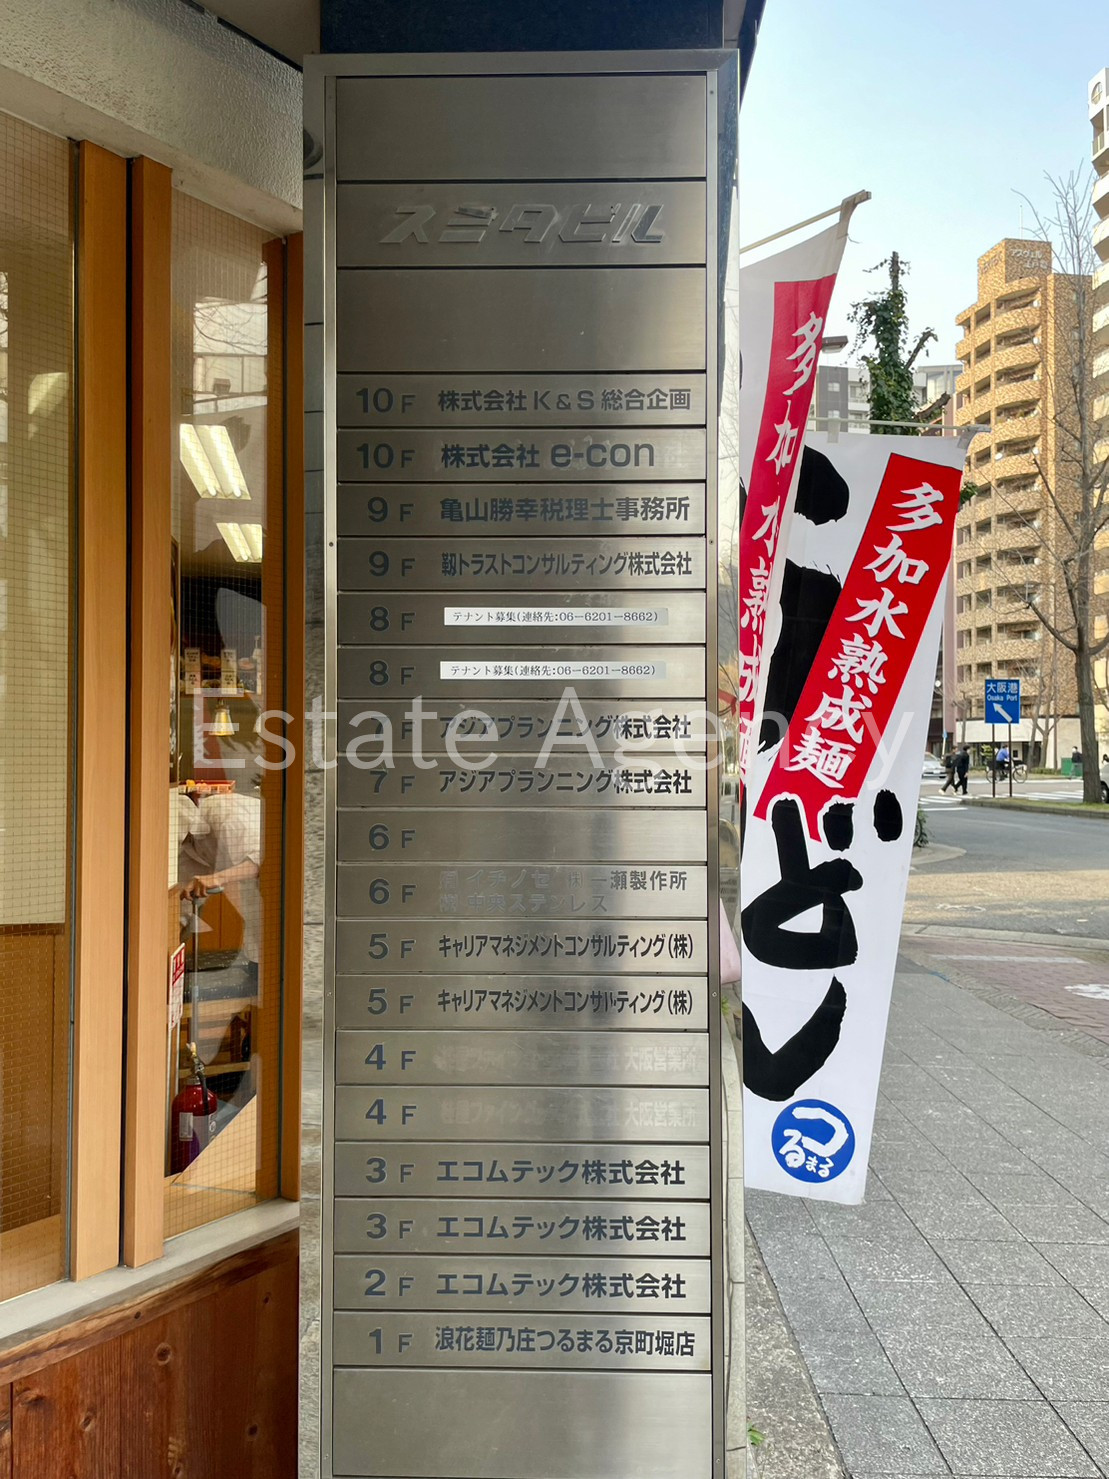 スミタビル
10F 株式会社K&S総合企画
10F 株式会社 e-con
9F 亀山勝幸税理士事務所
9F 靱トラストコンサルティング株式会社
8F テナント募集(連絡先:06-6201-8662)
8F テナント募集(連絡先:06-6201-8662)
F アジアプランニング株式会社
7F アジアプランニング株式会社
6F
6F イチノセ 一瀬製作所
中央ステンレス
5F キャリアマネジメントコンサルティング(株)
5F キャリアマネジメントコンサルティング(株)
4F 大阪営業所
4F 大阪営業所
3F エコムテック株式会社
3F エコムテック株式会社
2F エコムテック株式会社
1F 浪花麺乃庄つるまる京町堀店
Estate Agency
多加水熟成麺
多加水熟成麺
うどん
つるまる
大阪港
Osaka Port